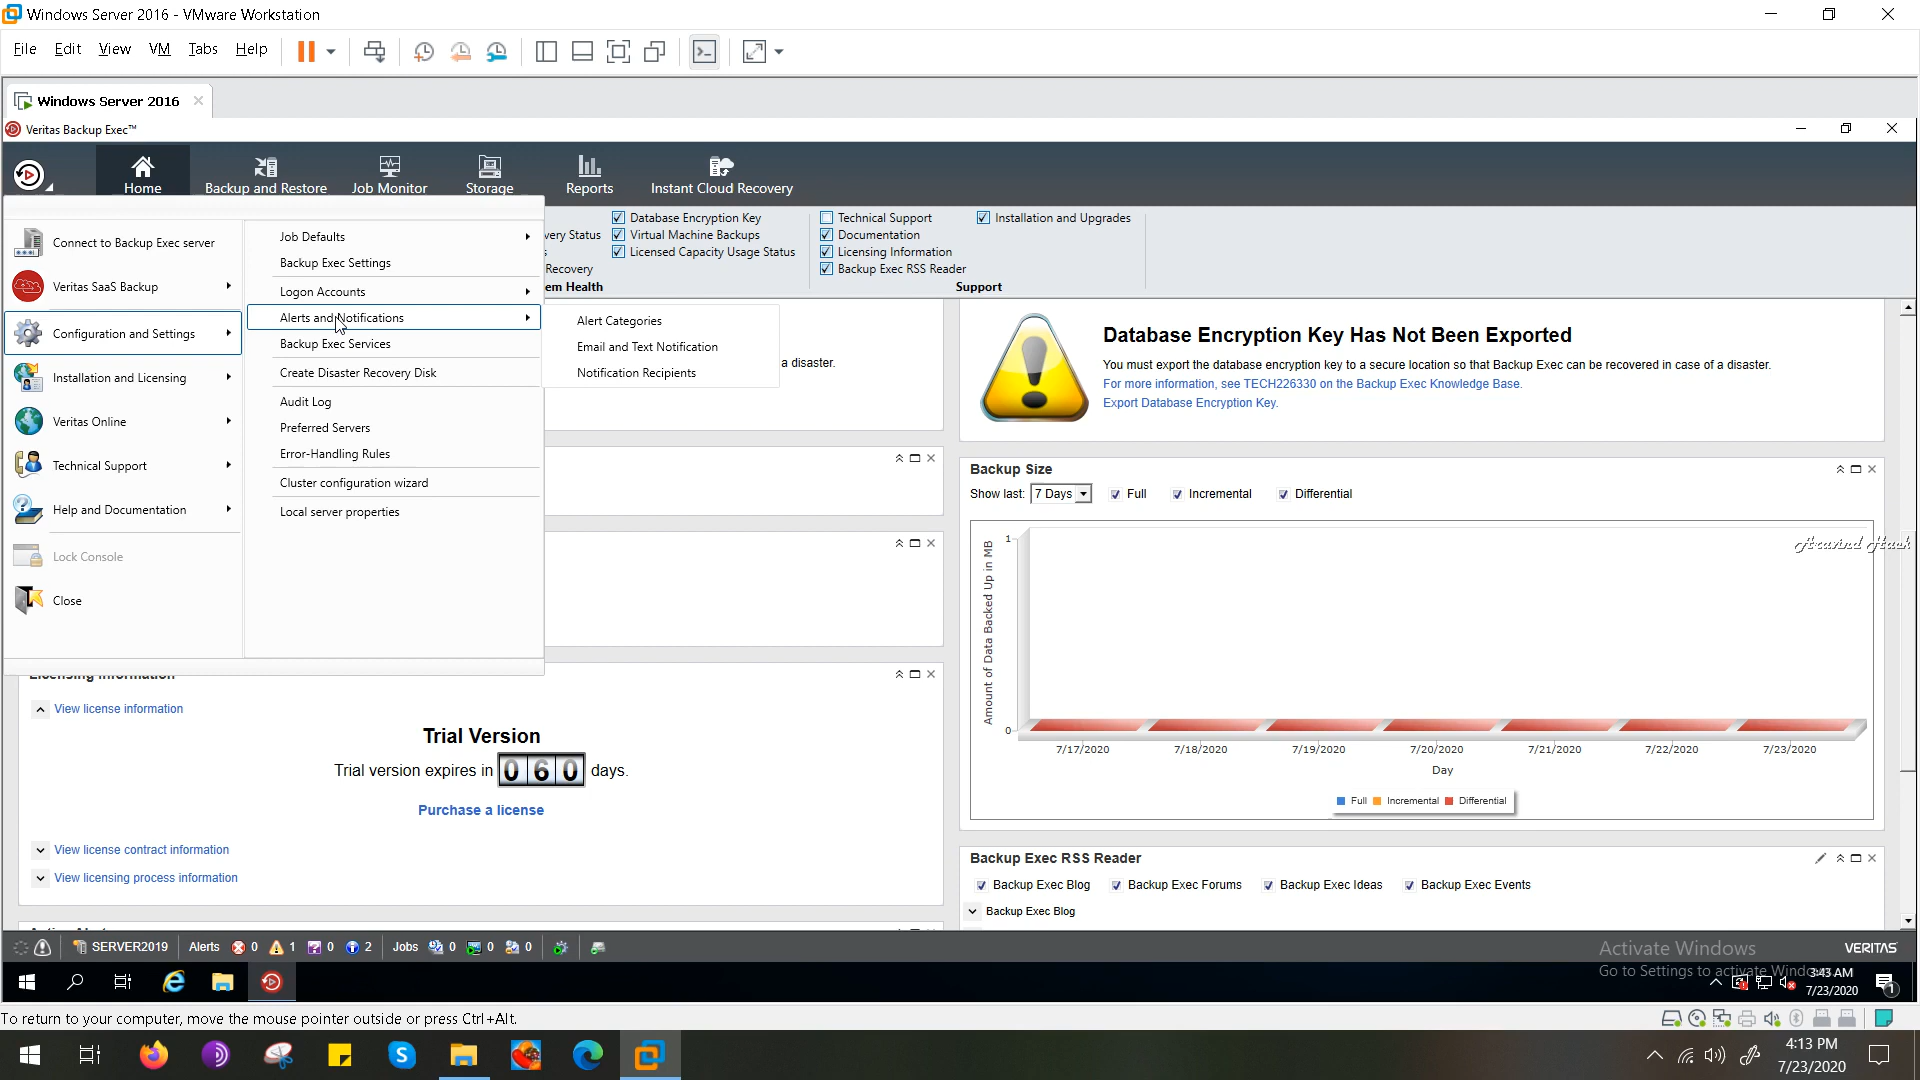 Windows Server 2016 - VMware Workstation
File Edit View VM Tabs Help
Windows Server 2016
Veritas Backup Exec™
Home Backup and Restore Job Monitor Storage Reports Instant Cloud Recovery
Connect to Backup Exec server
Veritas SaaS Backup
Configuration and Settings
Installation and Licensing
Veritas Online
Technical Support
Help and Documentation
Lock Console
Close
Job Defaults
Backup Exec Settings
Logon Accounts
Alerts and Notifications
Backup Exec Services
Create Disaster Recovery Disk
Audit Log
Preferred Servers
Error-Handling Rules
Cluster configuration wizard
Local server properties
Alert Categories
Email and Text Notification
Notification Recipients
very Status
s
Recovery
em Health
Database Encryption Key
Virtual Machine Backups
Licensed Capacity Usage Status
Technical Support
Documentation
Licensing Information
Backup Exec RSS Reader
Installation and Upgrades
Support
a disaster.
Database Encryption Key Has Not Been Exported
You must export the database encryption key to a secure location so that Backup Exec can be recovered in case of a disaster.
For more information, see TECH226330 on the Backup Exec Knowledge Base.
Export Database Encryption Key.
Backup Size
Show last: 7 Days Full Incremental Differential
Amount of Data Backed Up in MB
1
0
7/17/2020 7/18/2020 7/19/2020 7/20/2020 7/21/2020 7/22/2020 7/23/2020
Day
Full Incremental Differential
Aravind Hack
Licensing Information
View license information
Trial Version
Trial version expires in 060 days.
Purchase a license
View license contract information
View licensing process information
Backup Exec RSS Reader
Backup Exec Blog Backup Exec Forums Backup Exec Ideas Backup Exec Events
Backup Exec Blog
SERVER2019 Alerts 0 1 0 2 Jobs 0 0 0
VERITAS
Activate Windows
Go to Settings to activate Windows.
3:43 AM
7/23/2020
1
To return to your computer, move the mouse pointer outside or press Ctrl+Alt.
4:13 PM
7/23/2020